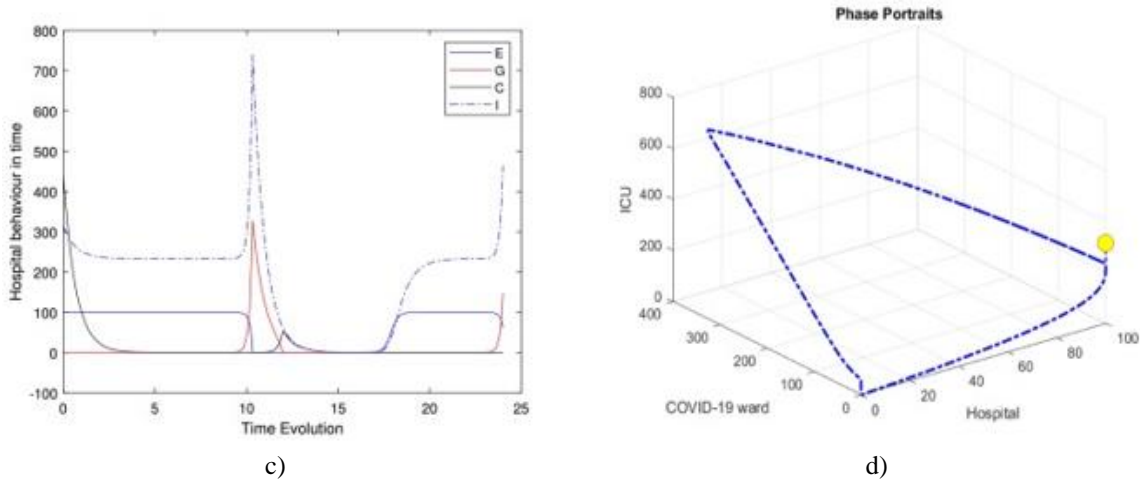 800
700
600
500
400
300
200
100
0
-100
0 5 10 15 20 25
Hospital behaviour in time
Time Evolution
E
G
C
I
c)
Phase Portraits
800
600
400
200
0
ICU
400
300
200
100
0
COVID-19 ward
0
20
40
60
80
100
Hospital
d)